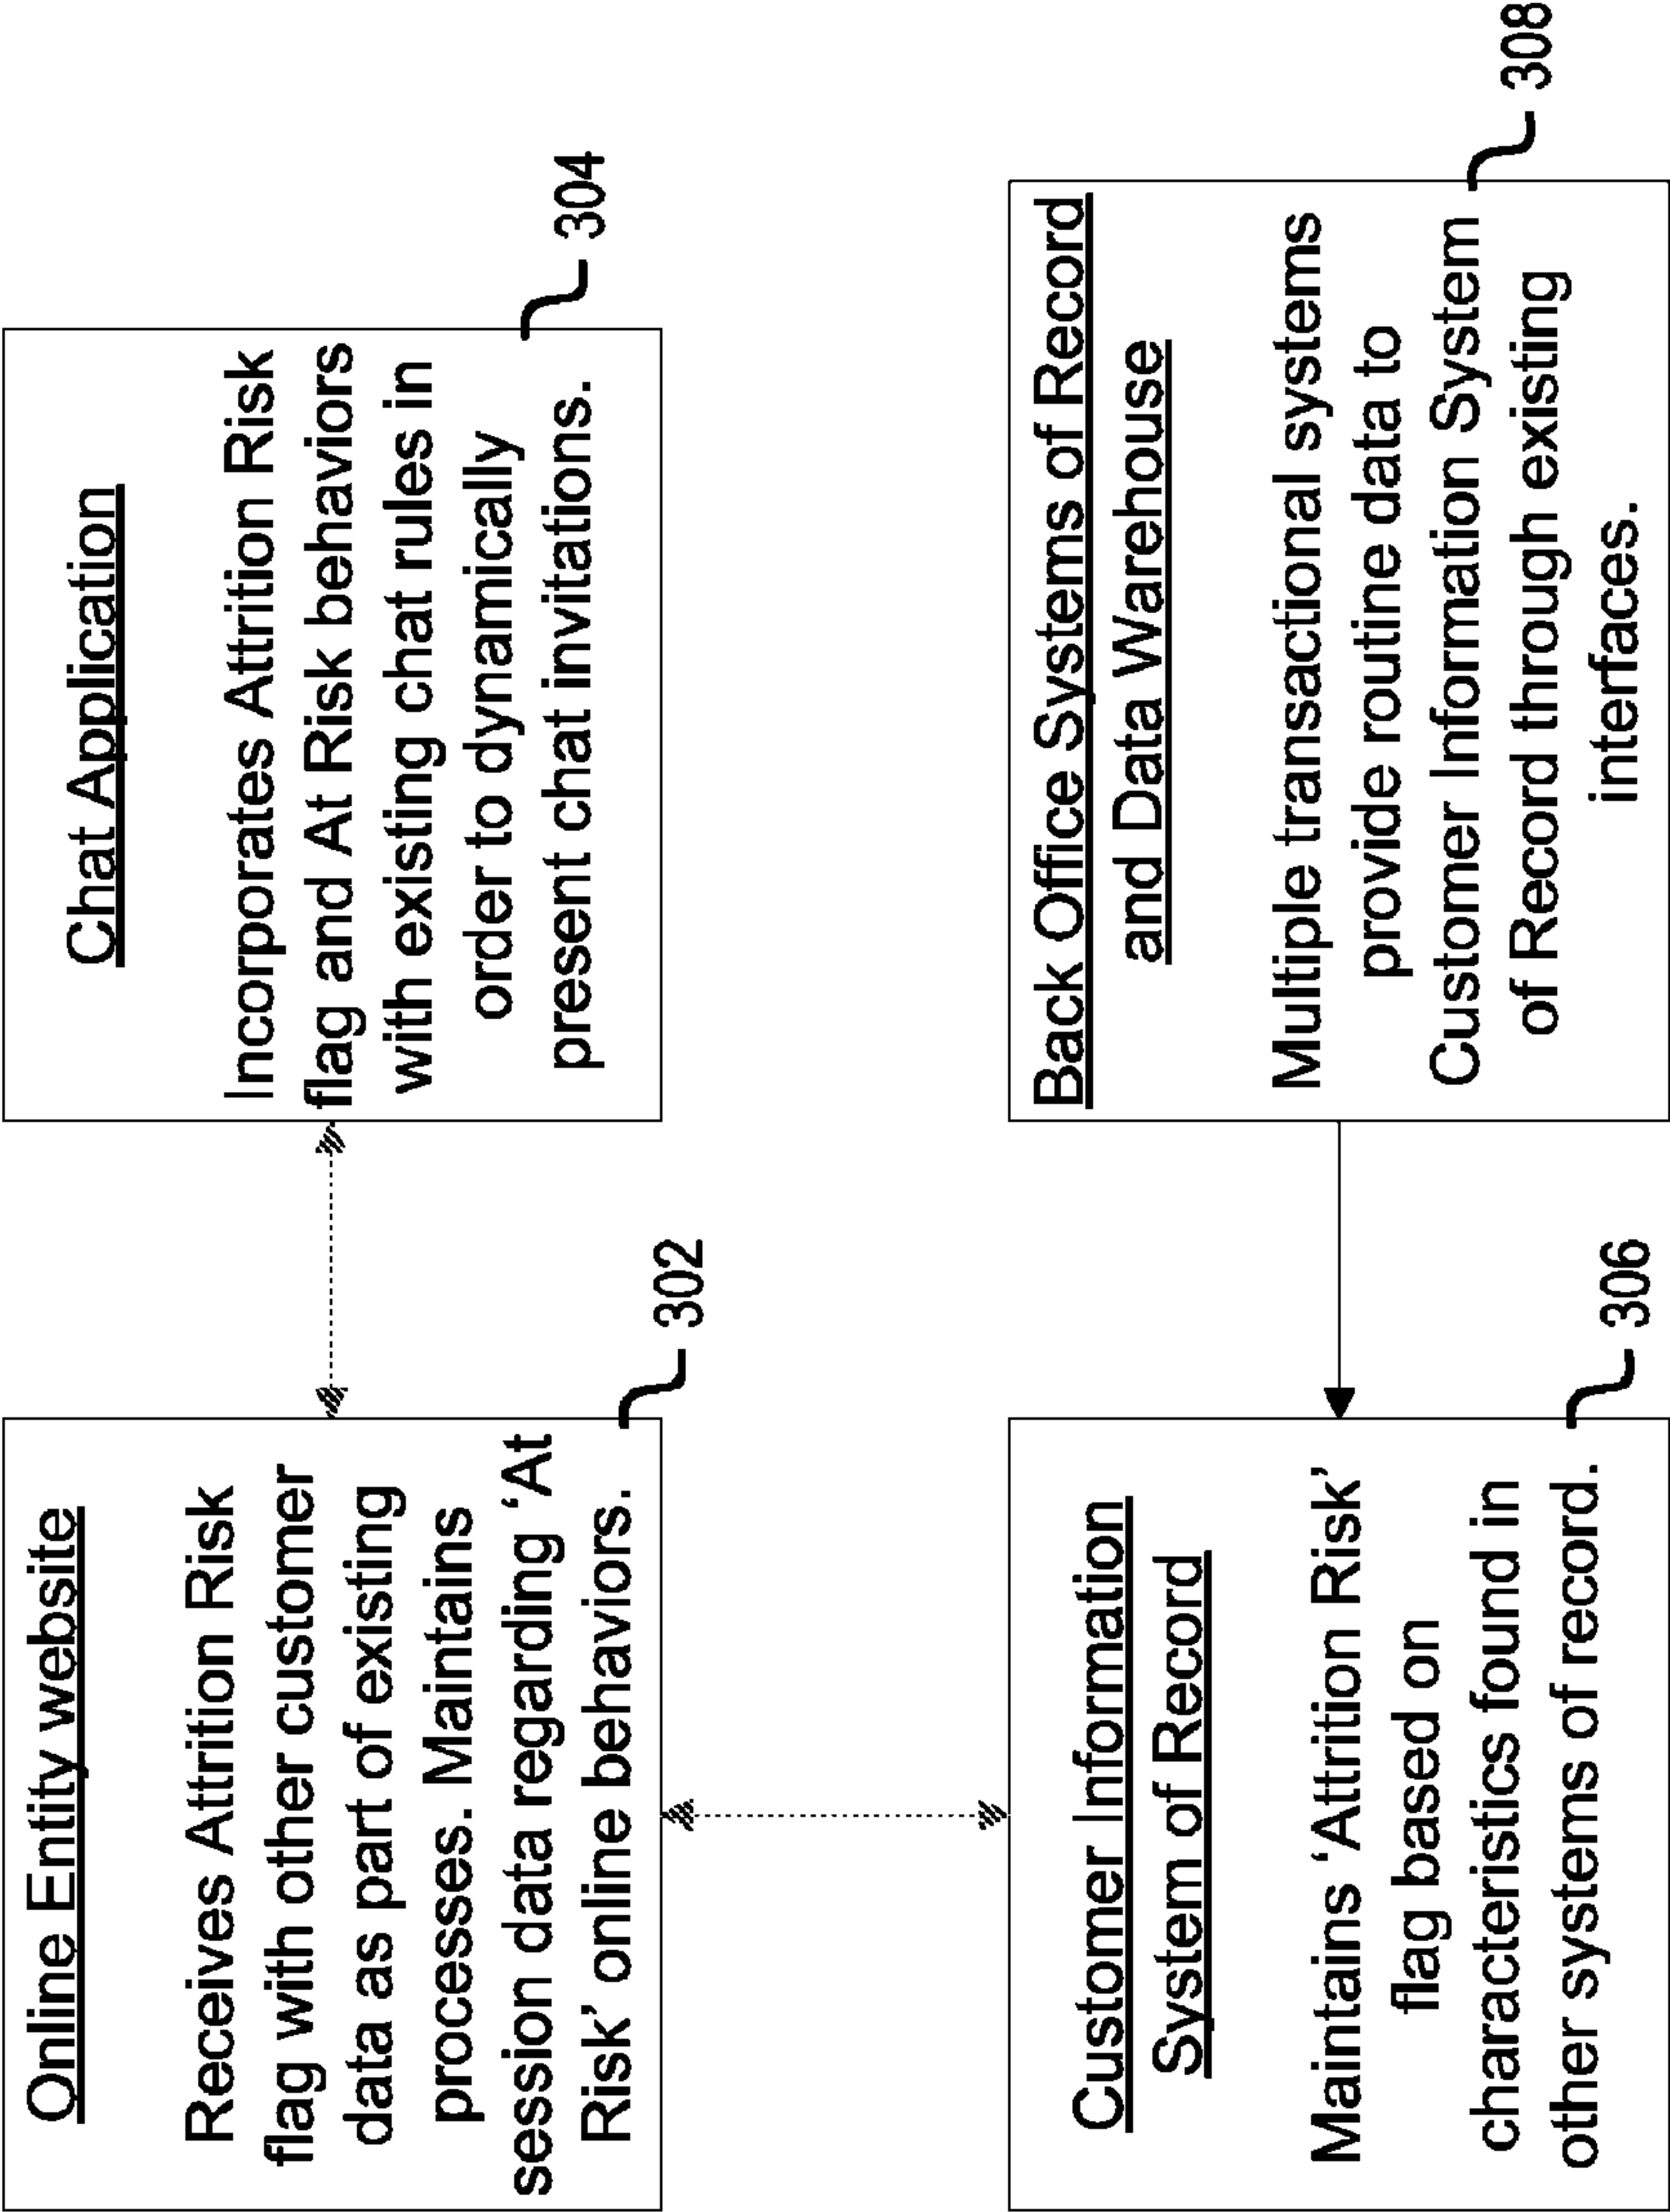 Online Entity website
Receives Attrition Risk
flag with other customer
data as part of existing
processes. Maintains
session data regarding ‘At
Risk’ online behaviors.
302
Chat Application
Incorporates Attrition Risk
flag and At Risk behaviors
with existing chat rules in
order to dynamically
present chat invitations.
304
Customer Information
System of Record
Maintains ‘Attrition Risk’
flag based on
characteristics found in
other systems of record.
306
Back Office Systems of Record
and Data Warehouse
Multiple transactional systems
provide routine data to
Customer Information System
of Record through existing
interfaces.
308